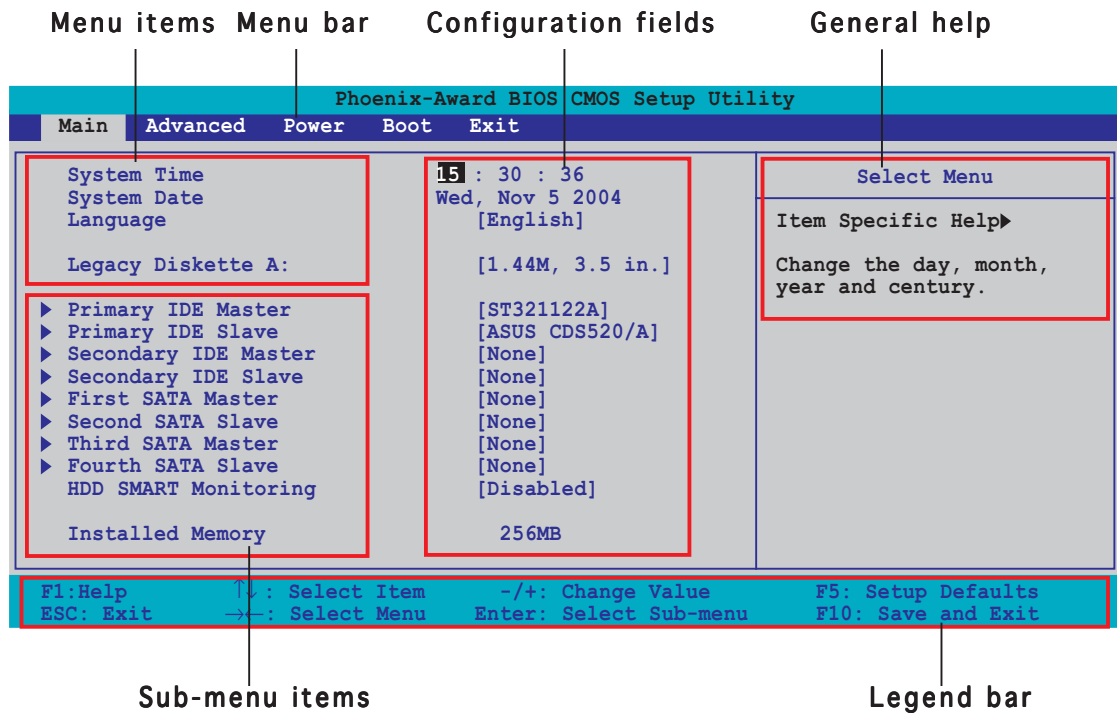 Menu items Menu bar Configuration fields General help
Phoenix-Award BIOS CMOS Setup Utility
Main Advanced Power Boot Exit
System Time 15 : 30 : 36
System Date Wed, Nov 5 2004
Language [English]
Legacy Diskette A: [1.44M, 3.5 in.]
▶ Primary IDE Master [ST321122A]
▶ Primary IDE Slave [ASUS CDS520/A]
▶ Secondary IDE Master [None]
▶ Secondary IDE Slave [None]
▶ First SATA Master [None]
▶ Second SATA Slave [None]
▶ Third SATA Master [None]
▶ Fourth SATA Slave [None]
HDD SMART Monitoring [Disabled]
Installed Memory 256MB
Select Menu
Item Specific Help▶
Change the day, month,
year and century.
F1:Help ↑↓: Select Item -/+: Change Value F5: Setup Defaults
ESC: Exit →←: Select Menu Enter: Select Sub-menu F10: Save and Exit
Sub-menu items Legend bar